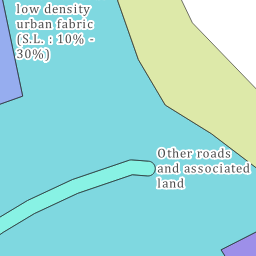 low density
urban fabric
(S.L. : 10% -
30%)
Other roads
and associated
land